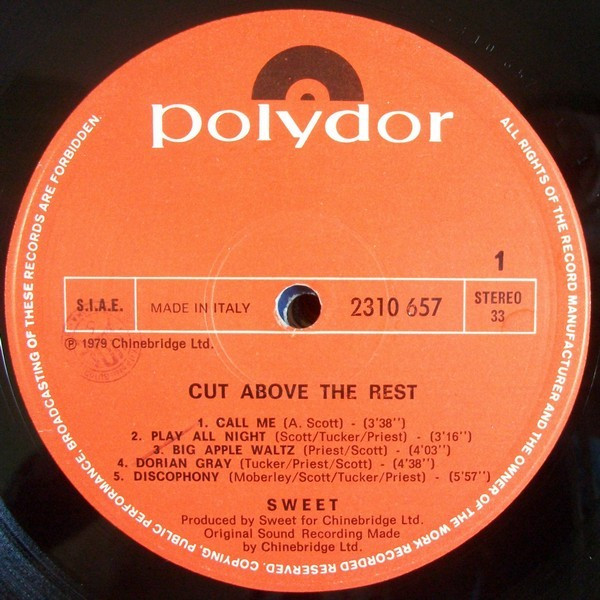 polydor
1
S.I.A.E.
MADE IN ITALY
2310 657
STEREO
33
Ⓟ 1979 Chinebridge Ltd.
CUT ABOVE THE REST
1. CALL ME (A. Scott) - (3'38'')
2. PLAY ALL NIGHT (Scott/Tucker/Priest) - (3'16'')
3. BIG APPLE WALTZ (Priest/Scott) - (4'03'')
4. DORIAN GRAY (Tucker/Priest/Scott) - (4'38'')
5. DISCOPHONY (Moberley/Scott/Tucker/Priest) - (5'57'')
SWEET
Produced by Sweet for Chinebridge Ltd.
Original Sound Recording Made
by Chinebridge Ltd.
ALL RIGHTS OF THE RECORD MANUFACTURER AND THE OWNER OF THE WORK RECORDED RESERVED. COPYING, PUBLIC PERFORMANCE, BROADCASTING OF THESE RECORDS ARE FORBIDDEN.